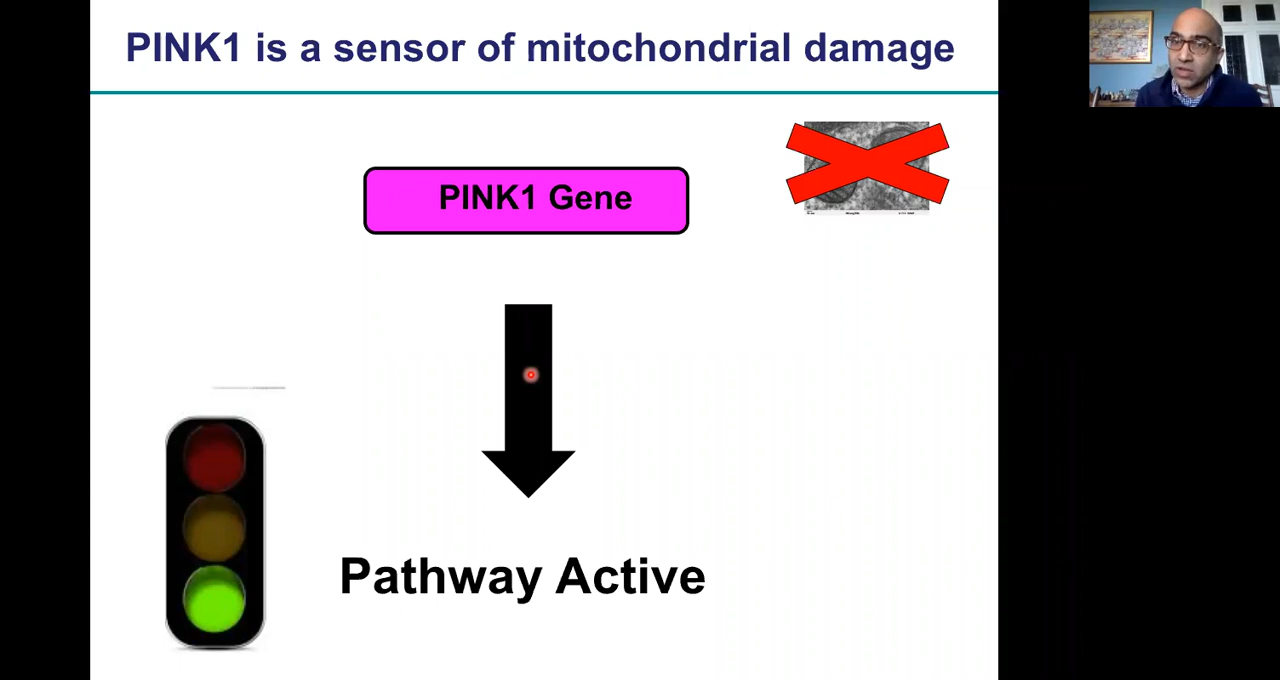 PINK1 is a sensor of mitochondrial damage
PINK1 Gene
Pathway Active